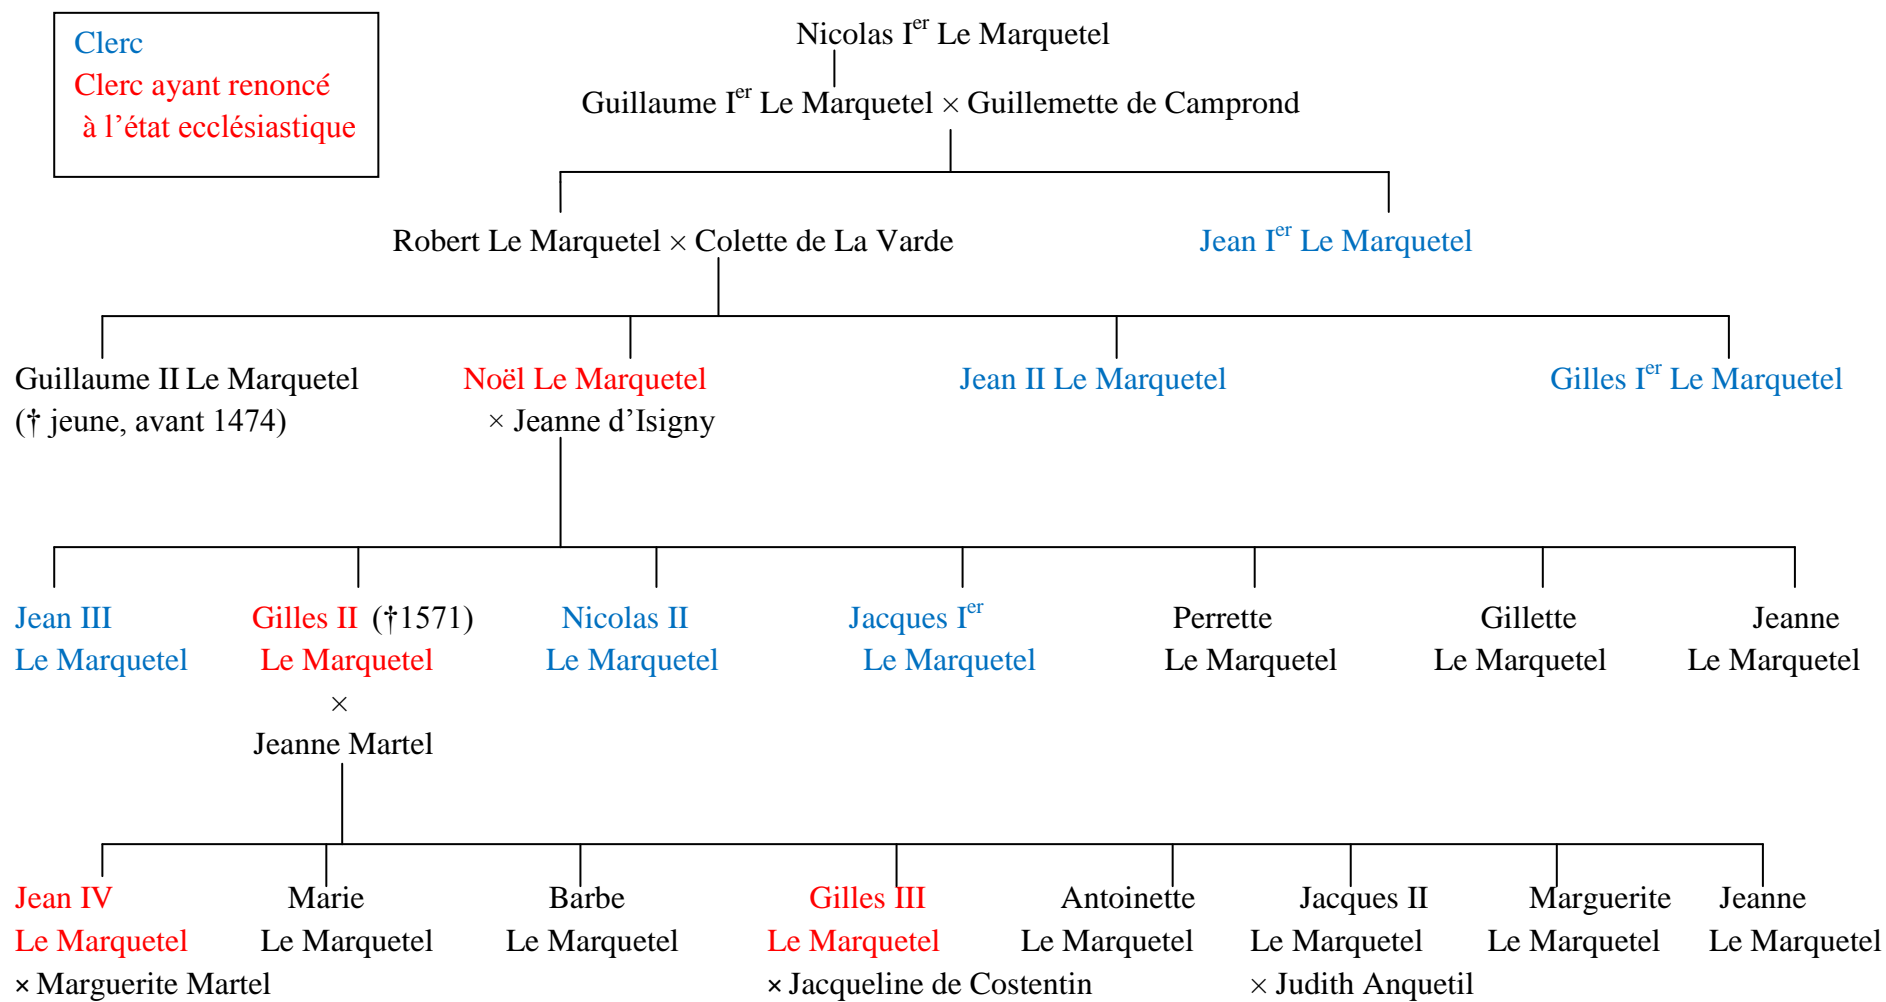 Clerc
Clerc ayant renoncé
à l'état ecclésiastique
Nicolas Ier Le Marquetel
Guillaume Ier Le Marquetel × Guillemette de Camprond
Robert Le Marquetel × Colette de La Varde
Jean Ier Le Marquetel
Guillaume II Le Marquetel
(† jeune, avant 1474)
Noël Le Marquetel
× Jeanne d'Isigny
Jean II Le Marquetel
Gilles Ier Le Marquetel
Jean III
Le Marquetel
Gilles II (†1571)
Le Marquetel
×
Jeanne Martel
Nicolas II
Le Marquetel
Jacques Ier
Le Marquetel
Perrette
Le Marquetel
Gillette
Le Marquetel
Jeanne
Le Marquetel
Jean IV
Le Marquetel
× Marguerite Martel
Marie
Le Marquetel
Barbe
Le Marquetel
Gilles III
Le Marquetel
× Jacqueline de Costentin
Antoinette
Le Marquetel
Jacques II
Le Marquetel
× Judith Anquetil
Marguerite
Le Marquetel
Jeanne
Le Marquetel